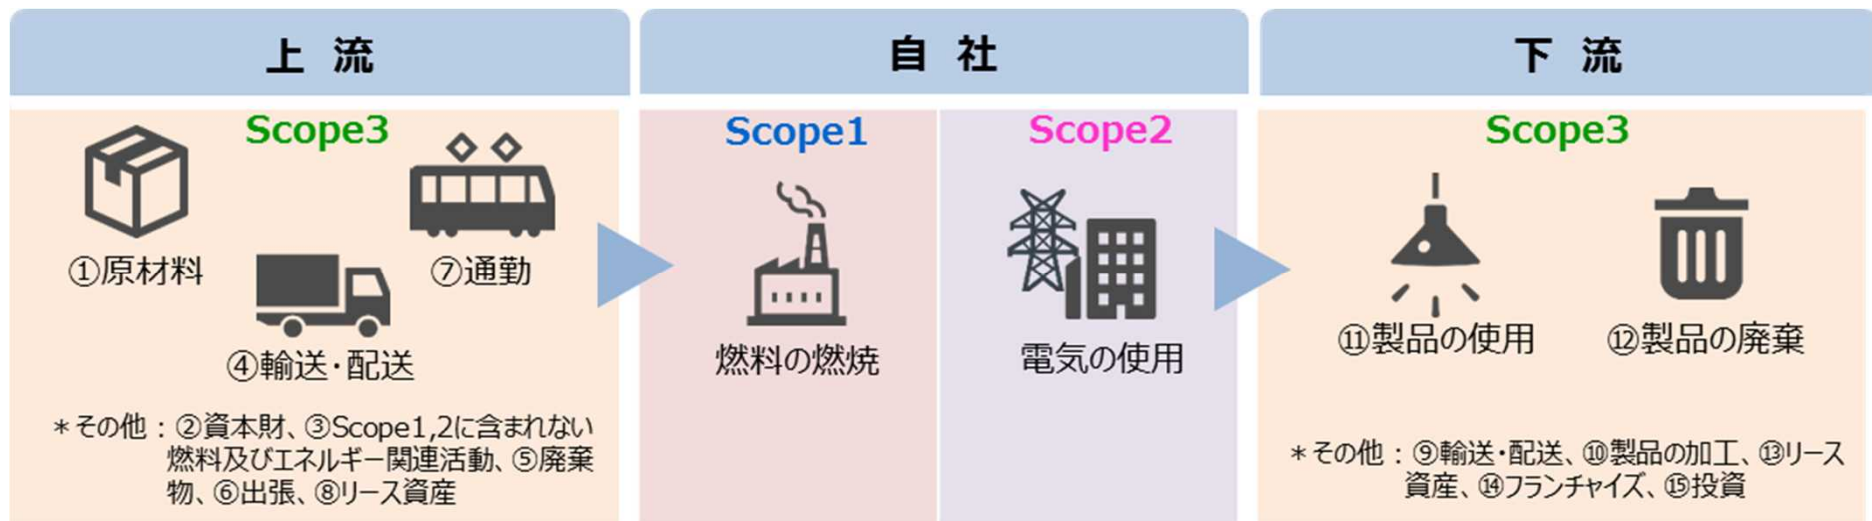 上 流
Scope3
①原材料
⑦通勤
④輸送・配送
＊その他：②資本財、③Scope1,2に含まれない
燃料及びエネルギー関連活動、⑤廃棄
物、⑥出張、⑧リース資産
自 社
Scope1
燃料の燃焼
Scope2
電気の使用
下 流
Scope3
⑪製品の使用
⑫製品の廃棄
＊その他：⑨輸送・配送、⑩製品の加工、⑬リース
資産、⑭フランチャイズ、⑮投資